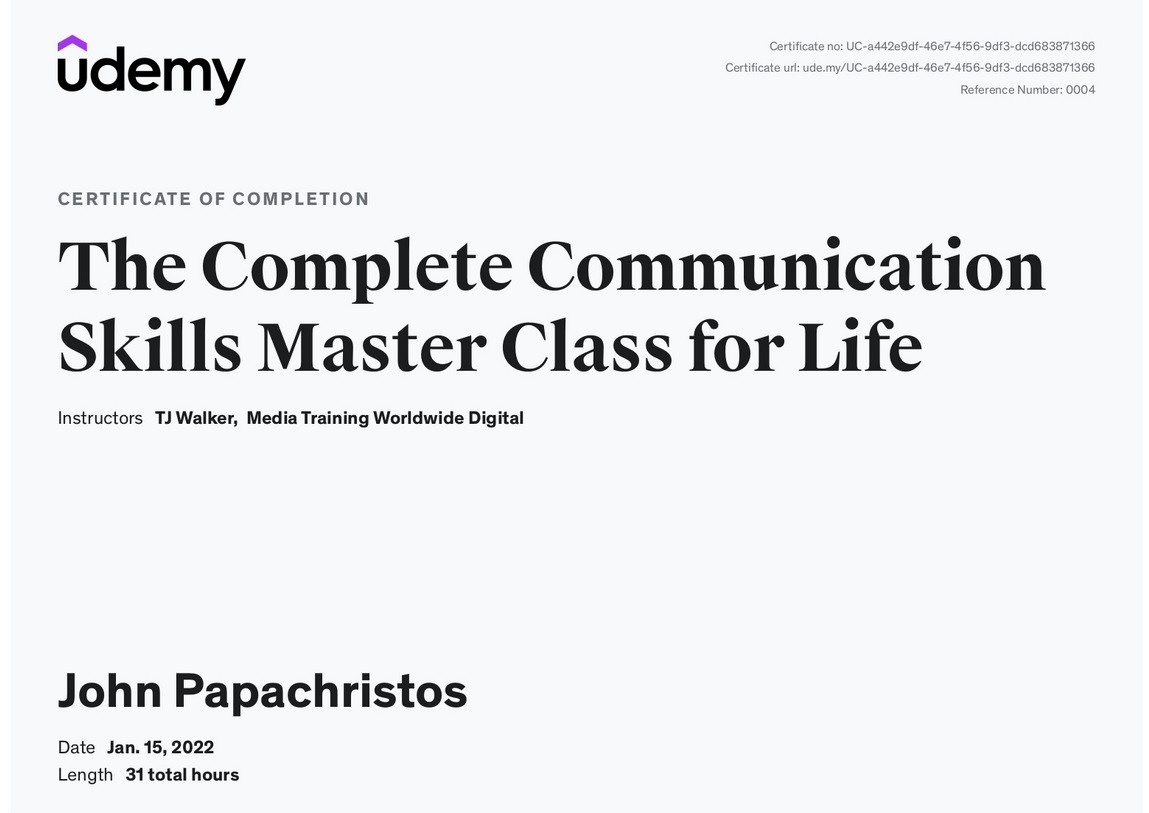 udemy
Certificate no: UC-a442e9df-46e7-4f56-9df3-dcd683871366
Certificate url: ude.my/UC-a442e9df-46e7-4f56-9df3-dcd683871366
Reference Number: 0004
CERTIFICATE OF COMPLETION
The Complete Communication
Skills Master Class for Life
Instructors TJ Walker, Media Training Worldwide Digital
John Papachristos
Date Jan. 15, 2022
Length 31 total hours